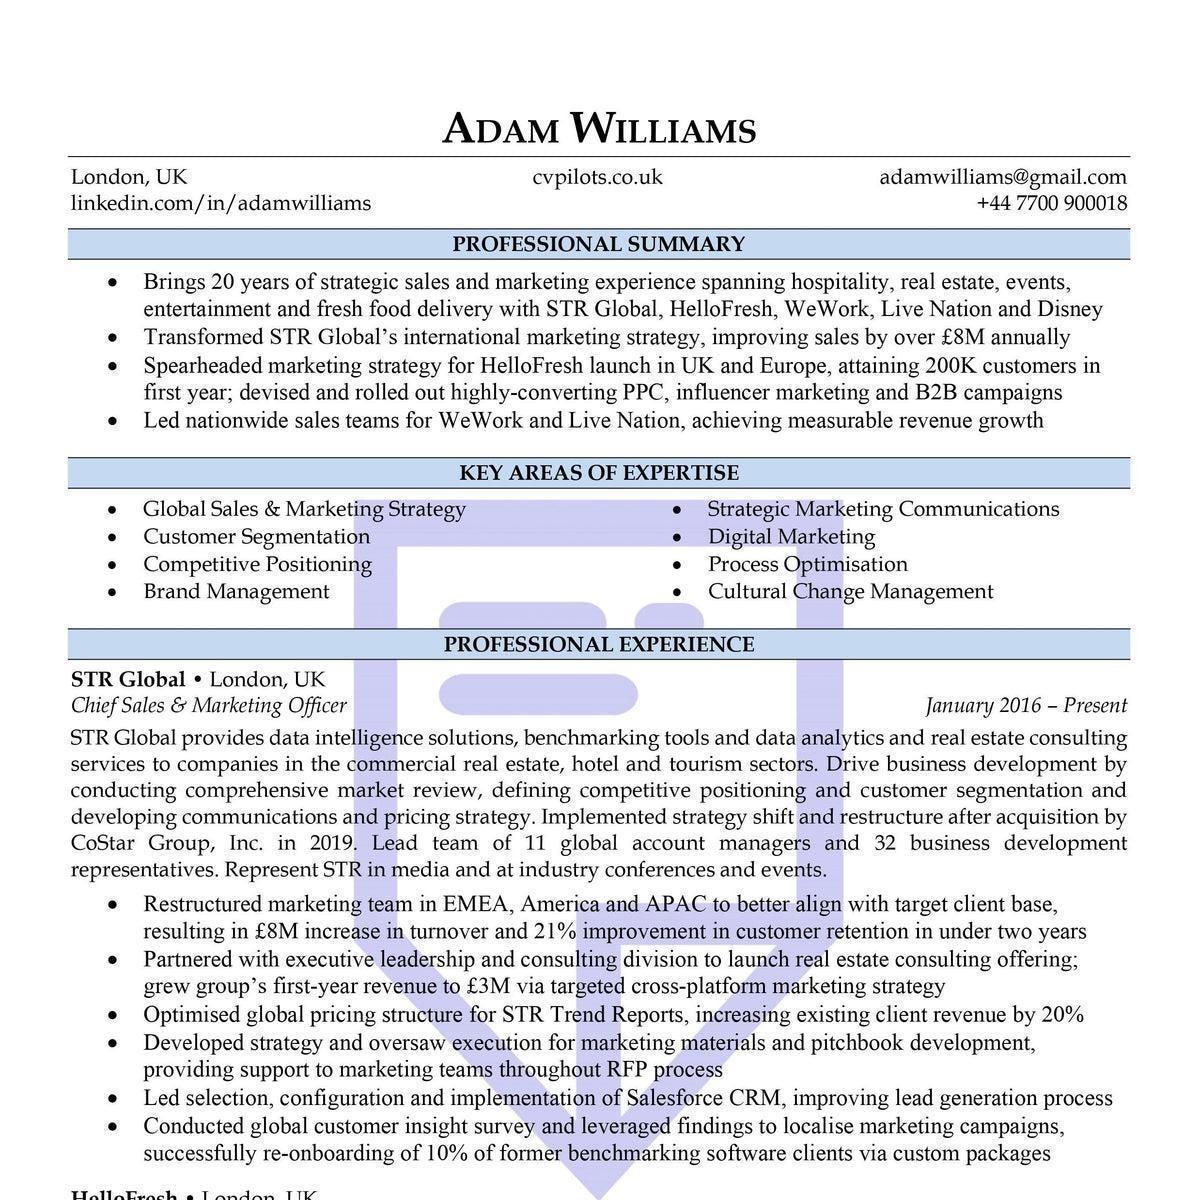 ADAM WILLIAMS
London, UK cvpilots.co.uk adamwilliams@gmail.com
linkedin.com/in/adamwilliams +44 7700 900018
PROFESSIONAL SUMMARY
• Brings 20 years of strategic sales and marketing experience spanning hospitality, real estate, events,
entertainment and fresh food delivery with STR Global, HelloFresh, WeWork, Live Nation and Disney
• Transformed STR Global's international marketing strategy, improving sales by over £8M annually
• Spearheaded marketing strategy for HelloFresh launch in UK and Europe, attaining 200K customers in
first year; devised and rolled out highly-converting PPC, influencer marketing and B2B campaigns
• Led nationwide sales teams for WeWork and Live Nation, achieving measurable revenue growth
KEY AREAS OF EXPERTISE
• Global Sales & Marketing Strategy • Strategic Marketing Communications
• Customer Segmentation • Digital Marketing
• Competitive Positioning • Process Optimisation
• Brand Management • Cultural Change Management
PROFESSIONAL EXPERIENCE
STR Global • London, UK
Chief Sales & Marketing Officer January 2016 – Present
STR Global provides data intelligence solutions, benchmarking tools and data analytics and real estate consulting
services to companies in the commercial real estate, hotel and tourism sectors. Drive business development by
conducting comprehensive market review, defining competitive positioning and customer segmentation and
developing communications and pricing strategy. Implemented strategy shift and restructure after acquisition by
CoStar Group, Inc. in 2019. Lead team of 11 global account managers and 32 business development
representatives. Represent STR in media and at industry conferences and events.
• Restructured marketing team in EMEA, America and APAC to better align with target client base,
resulting in £8M increase in turnover and 21% improvement in customer retention in under two years
• Partnered with executive leadership and consulting division to launch real estate consulting offering;
grew group's first-year revenue to £3M via targeted cross-platform marketing strategy
• Optimised global pricing structure for STR Trend Reports, increasing existing client revenue by 20%
• Developed strategy and oversaw execution for marketing materials and pitchbook development,
providing support to marketing teams throughout RFP process
• Led selection, configuration and implementation of Salesforce CRM, improving lead generation process
• Conducted global customer insight survey and leveraged findings to localise marketing campaigns,
successfully re-onboarding of 10% of former benchmarking software clients via custom packages
HelloFresh • London, UK